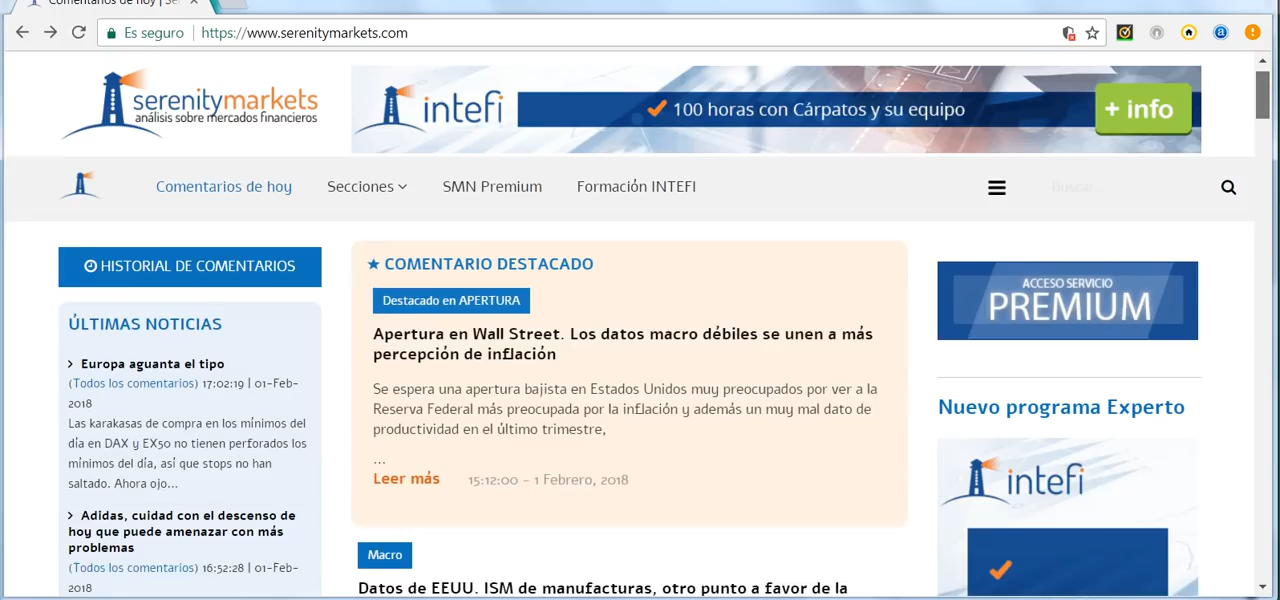 Comentarios de hoy | Ser
Es seguro
https://www.serenitymarkets.com
serenitymarkets
análisis sobre mercados financieros
intefi
100 horas con Cárpatos y su equipo
+ info
Comentarios de hoy
Secciones
SMN Premium
Formación INTEFI
Buscar...
HISTORIAL DE COMENTARIOS
ÚLTIMAS NOTICIAS
Europa aguanta el tipo
(Todos los comentarios) 17:02:19 | 01-Feb-
2018
Las karakasas de compra en los mínimos del
día en DAX y EX50 no tienen perforados los
mínimos del día, así que stops no han
saltado. Ahora ojo...
Adidas, cuidad con el descenso de
hoy que puede amenazar con más
problemas
(Todos los comentarios) 16:52:28 | 01-Feb-
2018
COMENTARIO DESTACADO
Destacado en APERTURA
Apertura en Wall Street. Los datos macro débiles se unen a más
percepción de inflación
Se espera una apertura bajista en Estados Unidos muy preocupados por ver a la
Reserva Federal más preocupada por la inflación y además un muy mal dato de
productividad en el último trimestre,
...
Leer más
15:12:00 - 1 Febrero, 2018
Macro
Datos de EEUU. ISM de manufacturas, otro punto a favor de la
ACCESO SERVICIO
PREMIUM
Nuevo programa Experto
intefi